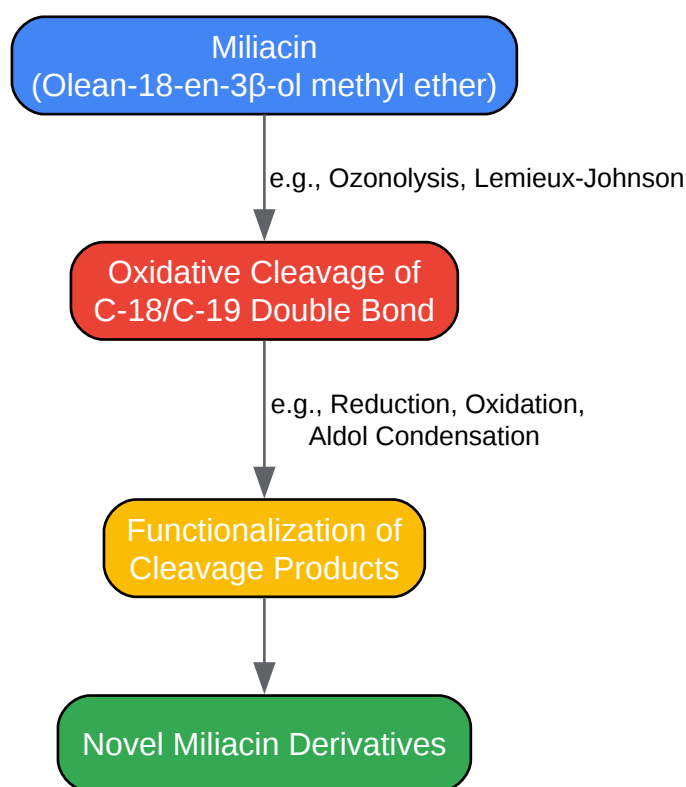 Miliacin
(Olean-18-en-3β-ol methyl ether)
e.g., Ozonolysis, Lemieux-Johnson
Oxidative Cleavage of
C-18/C-19 Double Bond
e.g., Reduction, Oxidation,
Aldol Condensation
Functionalization of
Cleavage Products
Novel Miliacin Derivatives